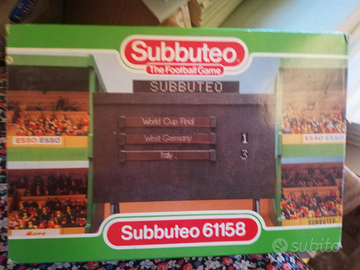 Subbuteo
The Football Game
SUBBUTEO
World Cup Final
West Germany 1
Italy 3
ESSO ESSO
ESSO ESSO
SUBBUTEO
Subbuteo 61158
subito